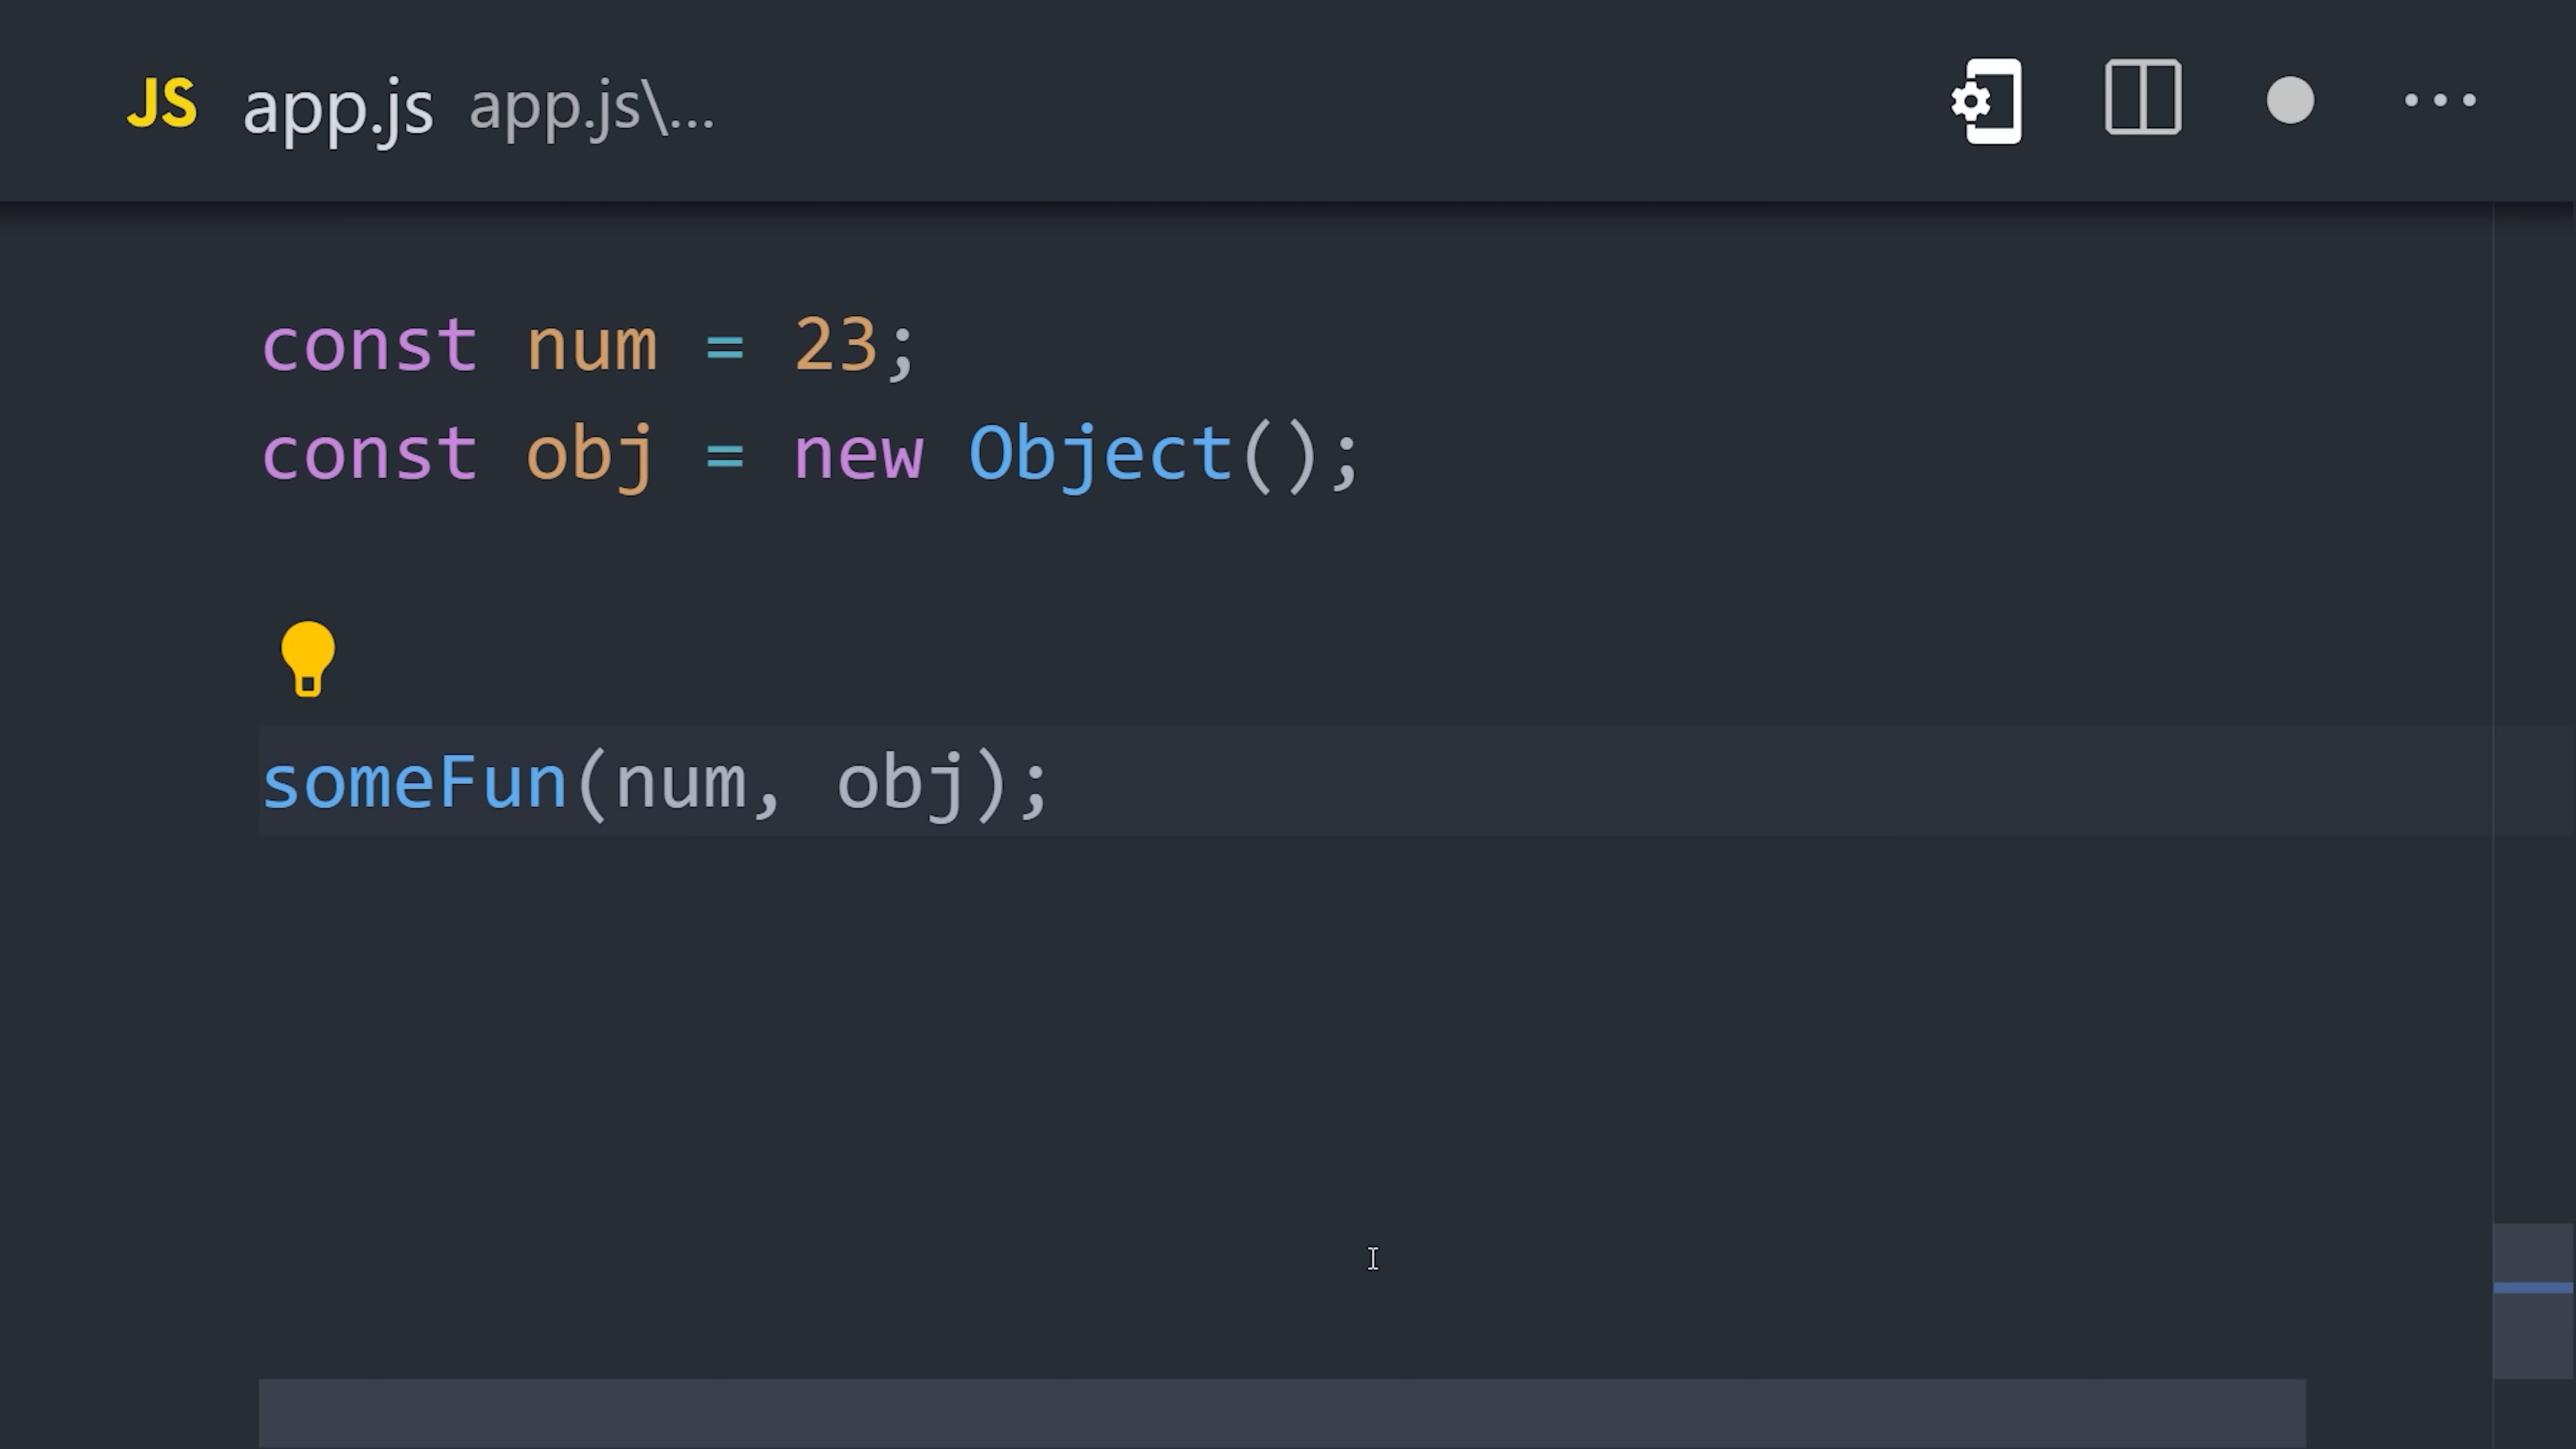 JS app.js app.js\...
const num = 23;
const obj = new Object();
someFun(num, obj);